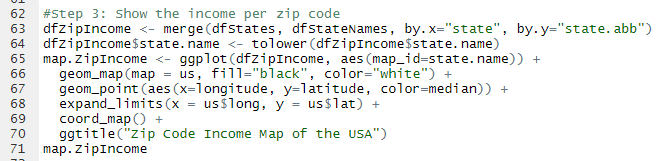 62 #Step 3: Show the income per zip code
63 dfZipIncome <- merge(dfStates, dfStateNames, by.x="state", by.y="state.abb")
64 dfZipIncome$state.name <- tolower(dfZipIncome$state.name)
65 map.ZipIncome <- ggplot(dfZipIncome, aes(map_id=state.name)) +
66 geom_map(map = us, fill="black", color="white") +
67 geom_point(aes(x=longitude, y=latitude, color=median)) +
68 expand_limits(x = us$long, y = us$lat) +
69 coord_map() +
70 ggtitle("Zip Code Income Map of the USA")
71 map.ZipIncome